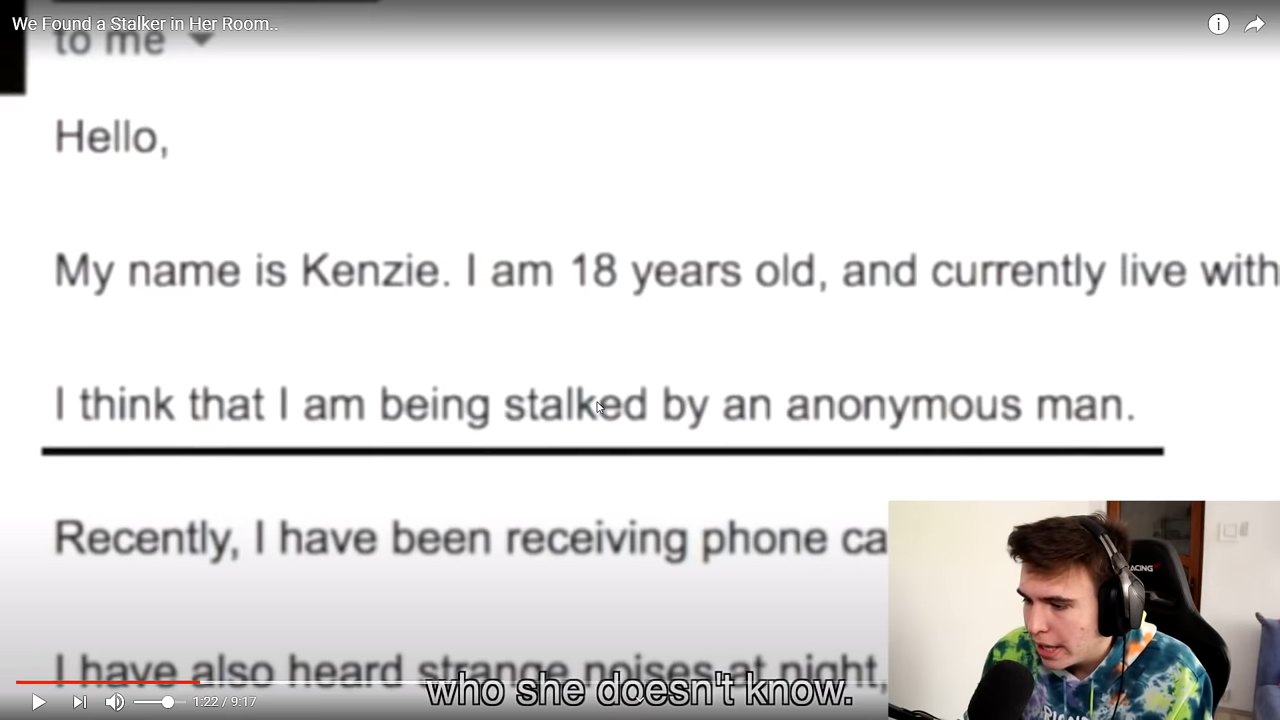 We Found a Stalker in Her Room..
to me
Hello,
My name is Kenzie. I am 18 years old, and currently live with
I think that I am being stalked by an anonymous man.
Recently, I have been receiving phone ca
I have also heard strange noises at night,
who she doesn't know.
1:22 / 9:17
ACING